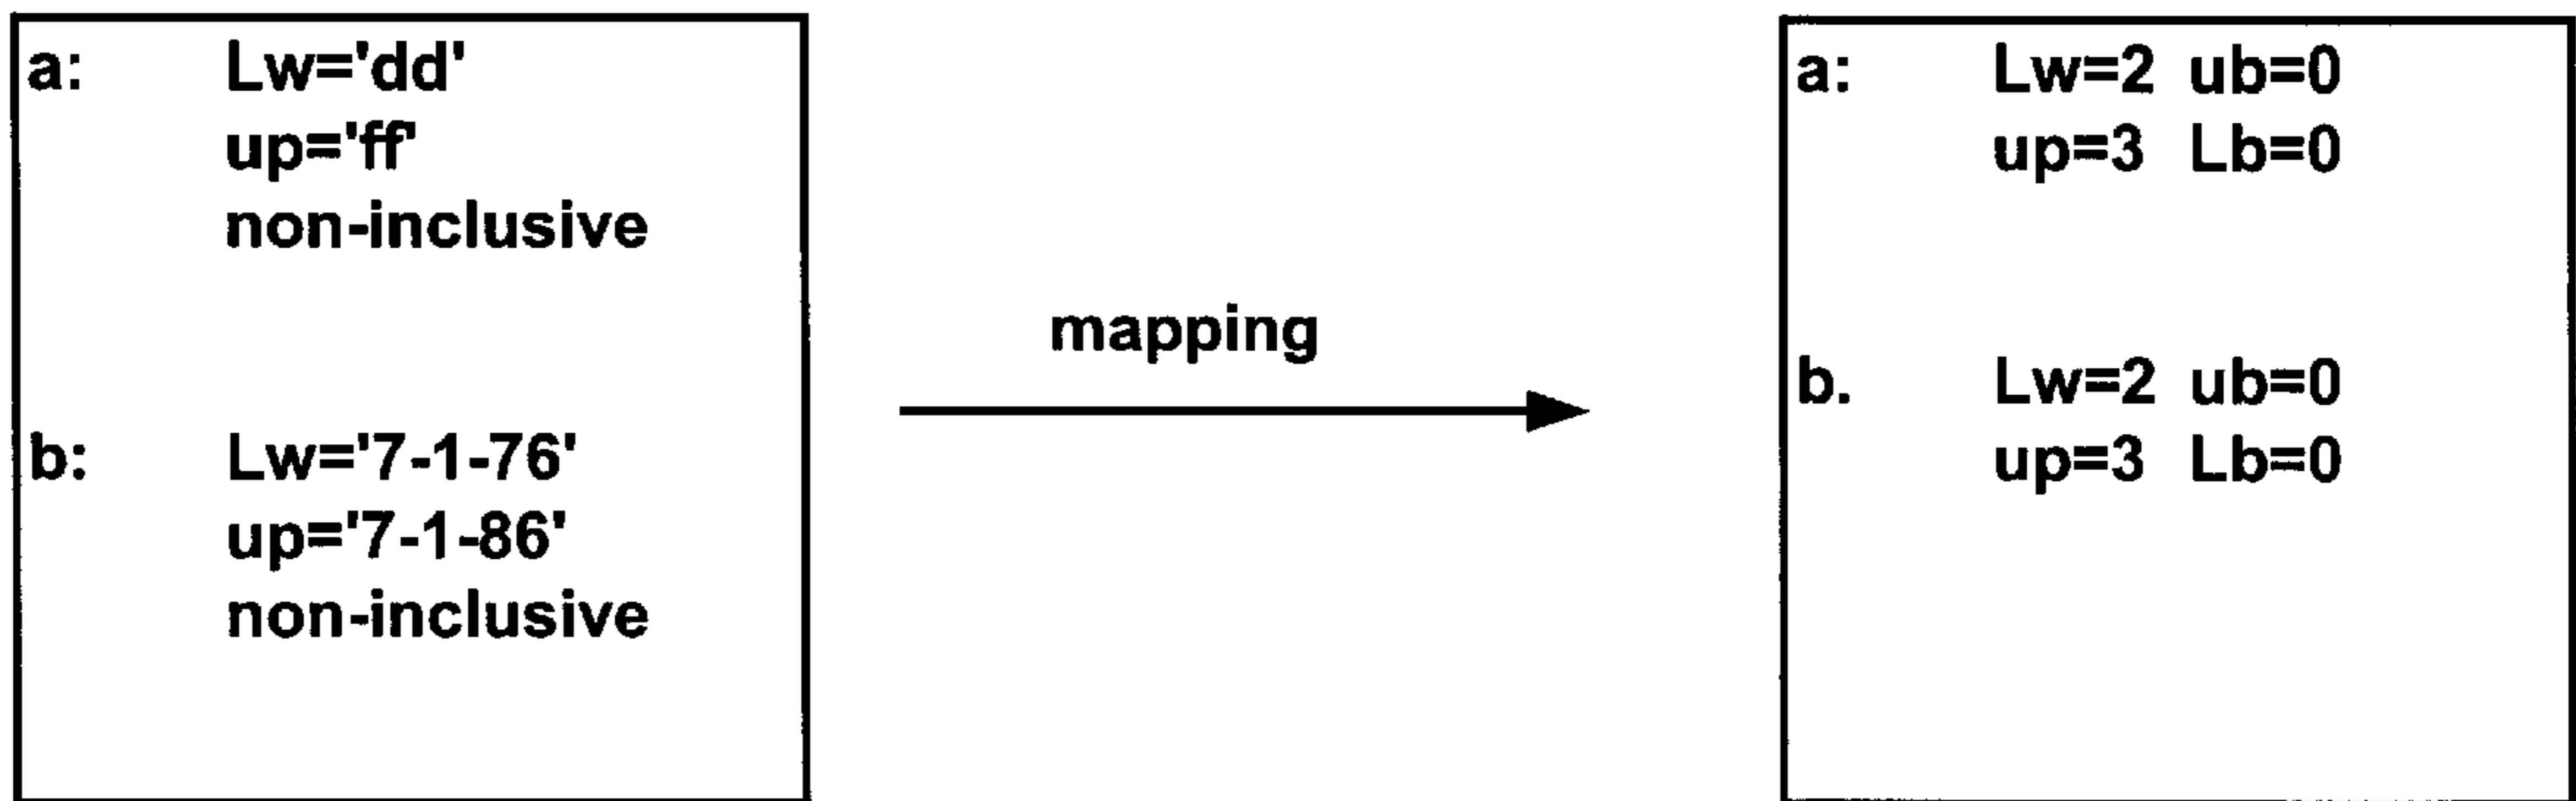 a: Lw='dd'
up='ff'
non-inclusive
b: Lw='7-1-76'
up='7-1-86'
non-inclusive
mapping
a: Lw=2 ub=0
up=3 Lb=0
b. Lw=2 ub=0
up=3 Lb=0